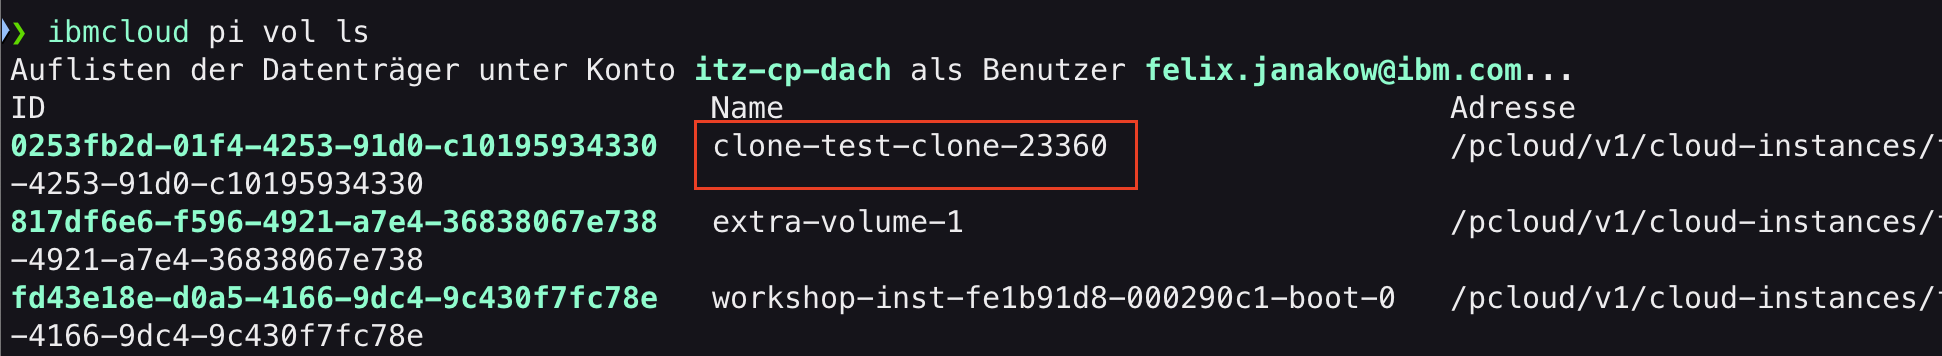 ❯ ibmcloud pi vol ls
Auflisten der Datenträger unter Konto itz-cp-dach als Benutzer felix.janakow@ibm.com...
ID Name Adresse
0253fb2d-01f4-4253-91d0-c10195934330 clone-test-clone-23360 /pcloud/v1/cloud-instances/
-4253-91d0-c10195934330
817df6e6-f596-4921-a7e4-36838067e738 extra-volume-1 /pcloud/v1/cloud-instances/
-4921-a7e4-36838067e738
fd43e18e-d0a5-4166-9dc4-9c430f7fc78e workshop-inst-fe1b91d8-000290c1-boot-0 /pcloud/v1/cloud-instances/
-4166-9dc4-9c430f7fc78e